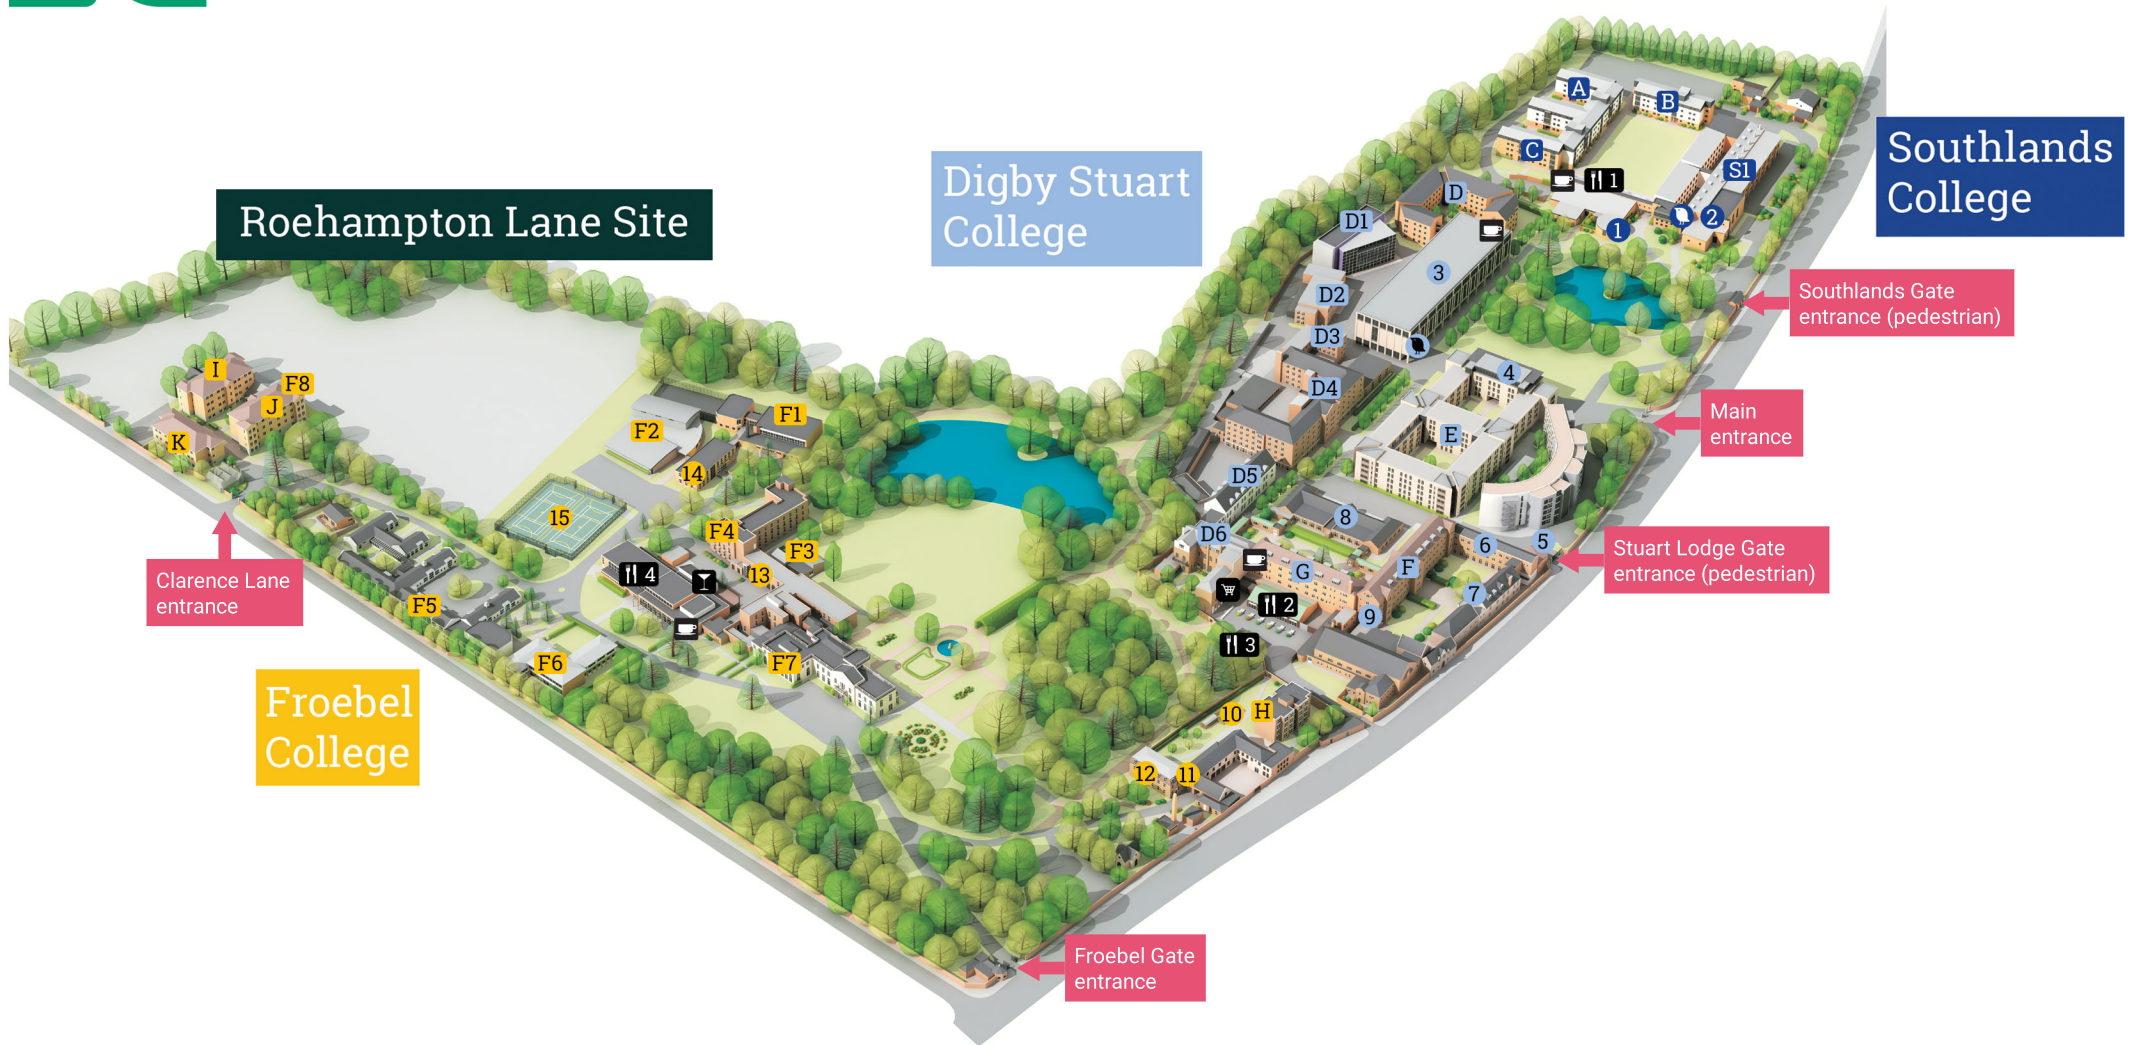 A
B
Southlands
College
C
1
S1
Digby Stuart
College
D
Roehampton Lane Site
D1
2
1
3
Southlands Gate
entrance (pedestrian)
D2
D3
I
F8
4
D4
J
Main
entrance
F1
F2
K
E
14
D5
15
8
F4
D6
6
5
Stuart Lodge Gate
entrance (pedestrian)
F3
Clarence Lane
entrance
4
13
G
F
7
F5
2
9
3
F6
F7
Froebel
College
10
H
12
11
Froebel Gate
entrance